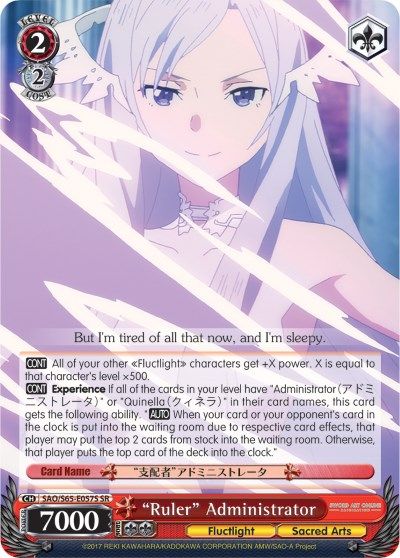 LEVEL
2
2
COST
But I'm tired of all that now, and I'm sleepy.
CONT All of your other «Fluctlight» characters get +X power. X is equal to
that character's level ×500.
CONT Experience If all of the cards in your level have "Administrator(アドミ
ニストレータ)" or "Quinella(クィネラ)" in their card names, this card
gets the following ability. "AUTO When your card or your opponent's card in
the clock is put into the waiting room due to respective card effects, that
player may put the top 2 cards from stock into the waiting room. Otherwise,
that player puts the top card of the deck into the clock."
Card Name
“支配者”アドミニストレータ
CH SAO/S65-E057S SR
POWER 7000
“Ruler” Administrator
SWORD ART ONLINE
Fluctlight
Sacred Arts
©2017 REKI KAWAHARA/KADOKAWA CORPORATION AMW/SAO-A Project